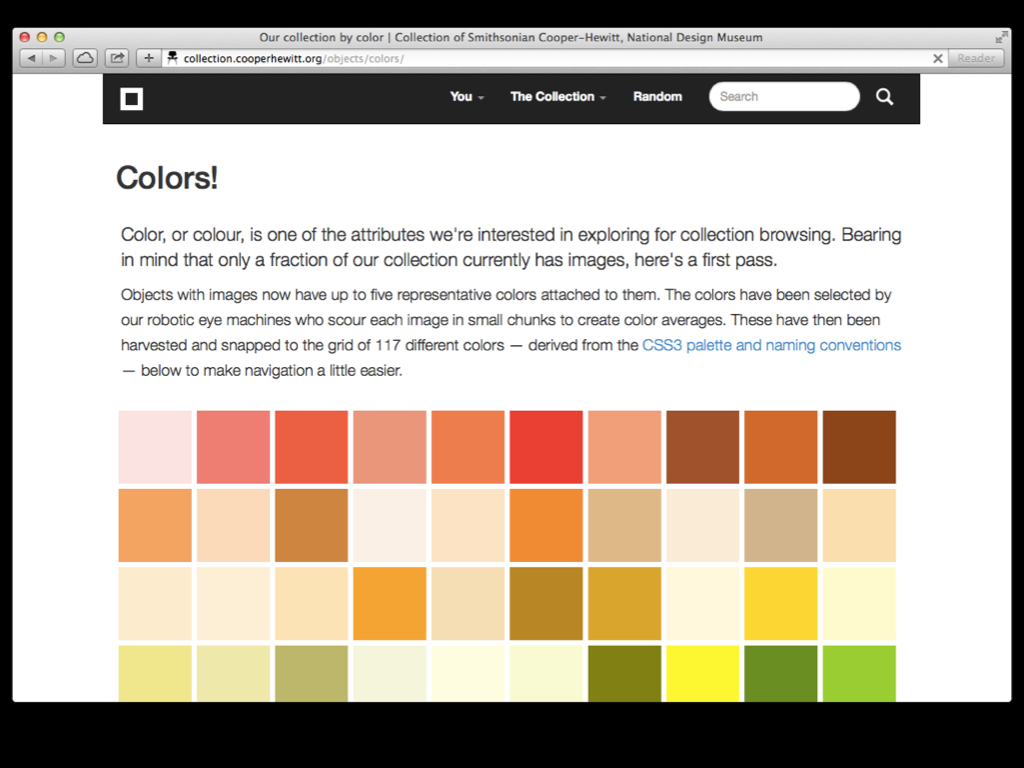 Our collection by color | Collection of Smithsonian Cooper-Hewitt, National Design Museum
collection.cooperhewitt.org/objects/colors/
Reader
You The Collection Random Search
Colors!
Color, or colour, is one of the attributes we're interested in exploring for collection browsing. Bearing
in mind that only a fraction of our collection currently has images, here's a first pass.
Objects with images now have up to five representative colors attached to them. The colors have been selected by
our robotic eye machines who scour each image in small chunks to create color averages. These have then been
harvested and snapped to the grid of 117 different colors — derived from the CSS3 palette and naming conventions
— below to make navigation a little easier.